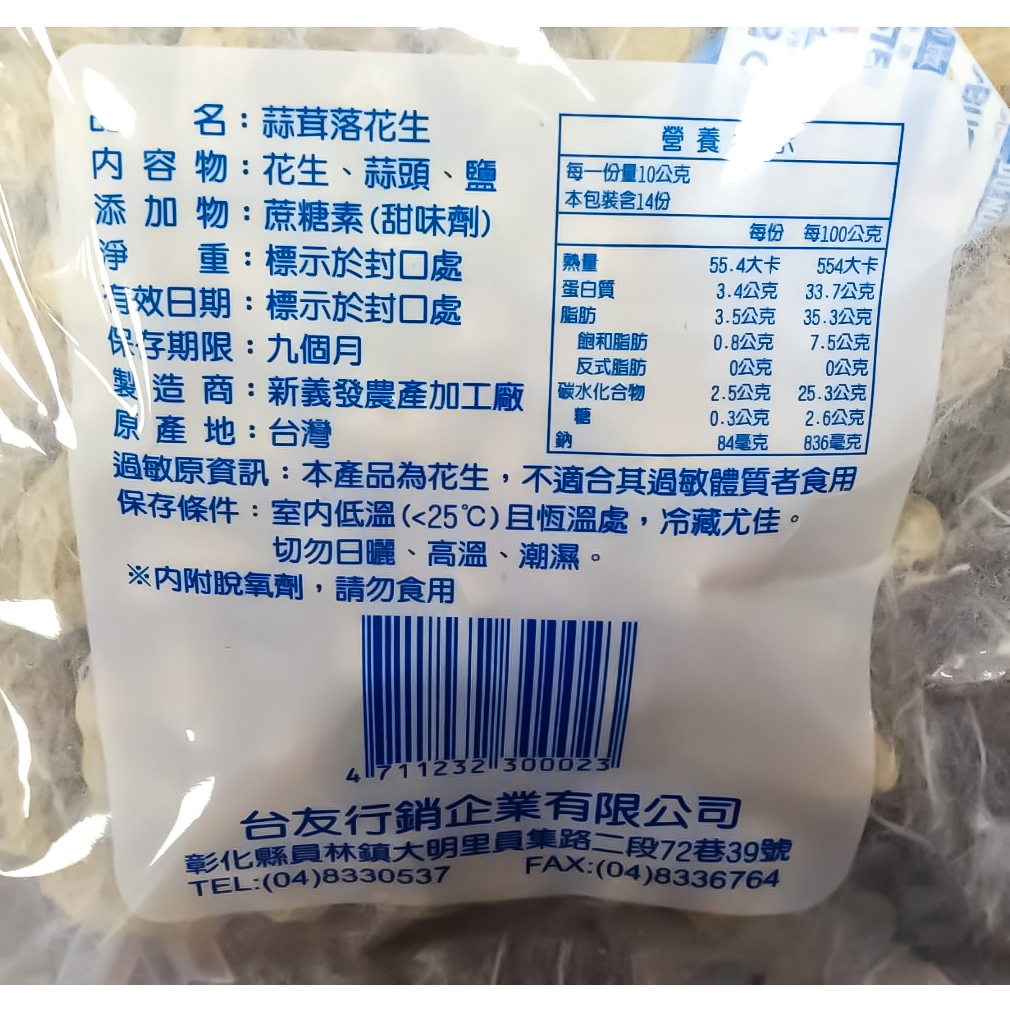 名：蒜茸落花生
內容物：花生、蒜頭、鹽
添加物：蔗糖素(甜味劑)
淨重：標示於封口處
有效日期：標示於封口處
保存期限：九個月
製造商：新義發農產加工廠
原產地：台灣
過敏原資訊：本產品為花生，不適合其過敏體質者食用
保存條件：室內低溫(<25℃)且恆溫處，冷藏尤佳。
切勿日曬、高溫、潮濕。
※內附脫氧劑，請勿食用
營養
每一份量10公克
本包裝含14份
每份 每100公克
熱量 55.4大卡 554大卡
蛋白質 3.4公克 33.7公克
脂肪 3.5公克 35.3公克
飽和脂肪 0.8公克 7.5公克
反式脂肪 0公克 0公克
碳水化合物 2.5公克 25.3公克
糖 0.3公克 2.6公克
鈉 84毫克 836毫克
4 711232 300023
台友行銷企業有限公司
彰化縣員林鎮大明里員集路二段72巷39號
TEL:(04)8330537 FAX:(04)8336764